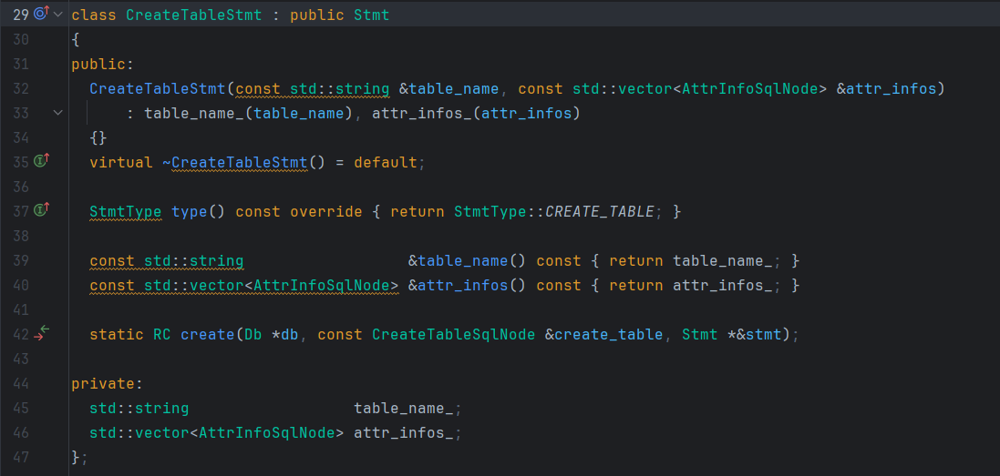 29 class CreateTableStmt : public Stmt
30 {
31 public:
32   CreateTableStmt(const std::string &table_name, const std::vector<AttrInfoSqlNode> &attr_infos)
33       : table_name_(table_name), attr_infos_(attr_infos)
34   {}
35   virtual ~CreateTableStmt() = default;
36
37   StmtType type() const override { return StmtType::CREATE_TABLE; }
38
39   const std::string                  &table_name() const { return table_name_; }
40   const std::vector<AttrInfoSqlNode> &attr_infos() const { return attr_infos_; }
41
42   static RC create(Db *db, const CreateTableSqlNode &create_table, Stmt *&stmt);
43
44 private:
45   std::string                  table_name_;
46   std::vector<AttrInfoSqlNode> attr_infos_;
47 };